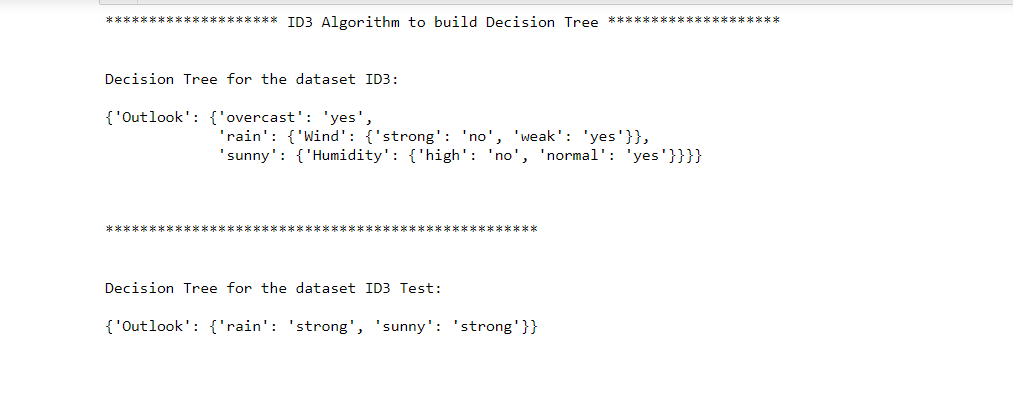 ******************** ID3 Algorithm to build Decision Tree ********************
Decision Tree for the dataset ID3:
{'Outlook': {'overcast': 'yes',
'rain': {'Wind': {'strong': 'no', 'weak': 'yes'}},
'sunny': {'Humidity': {'high': 'no', 'normal': 'yes'}}}}
**************************************************
Decision Tree for the dataset ID3 Test:
{'Outlook': {'rain': 'strong', 'sunny': 'strong'}}